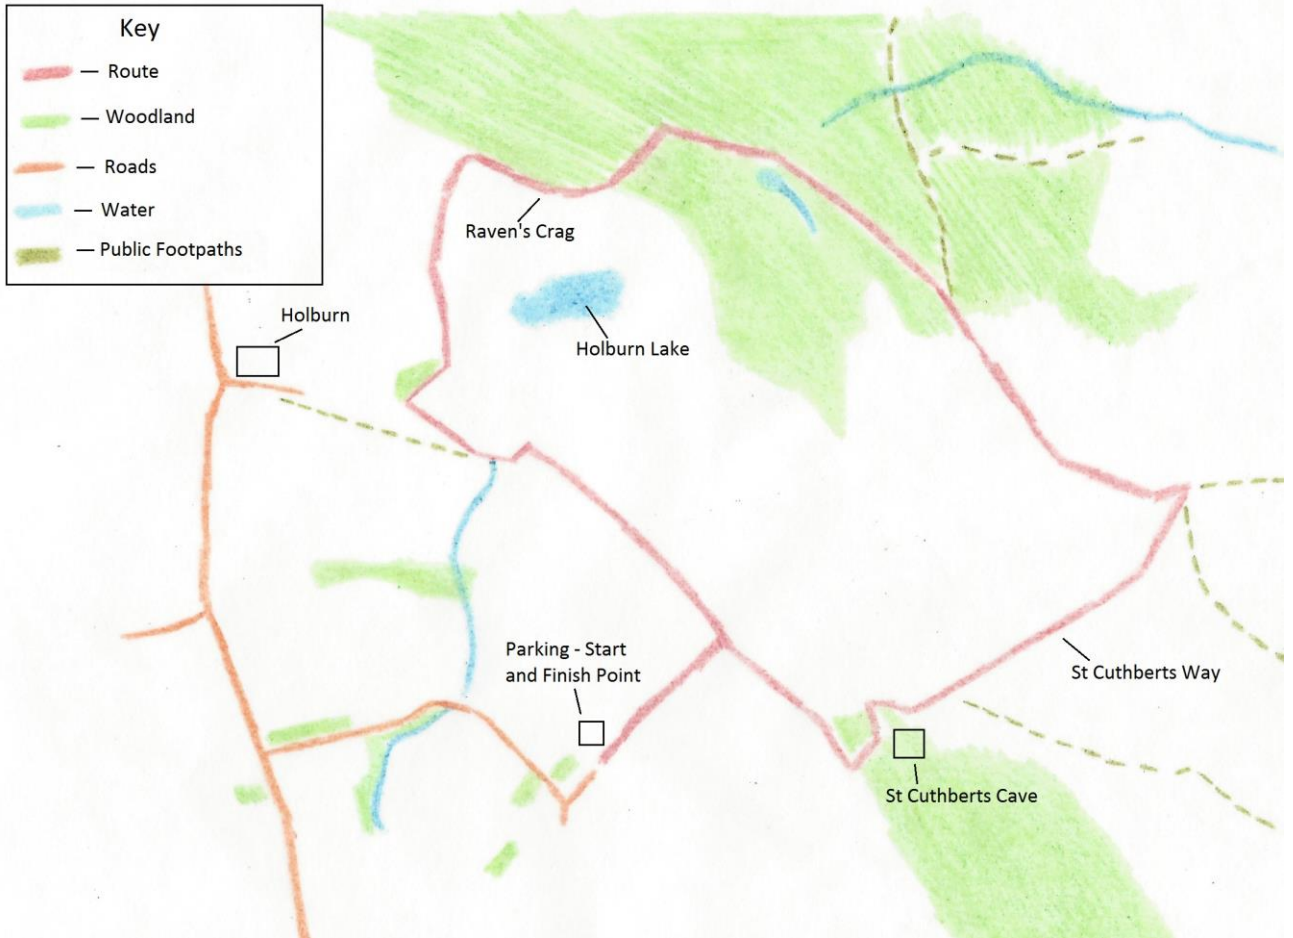 Key
— Route
— Woodland
— Roads
— Water
— Public Footpaths
Raven's Crag
Holburn
Holburn Lake
Parking - Start
and Finish Point
St Cuthberts Way
St Cuthberts Cave